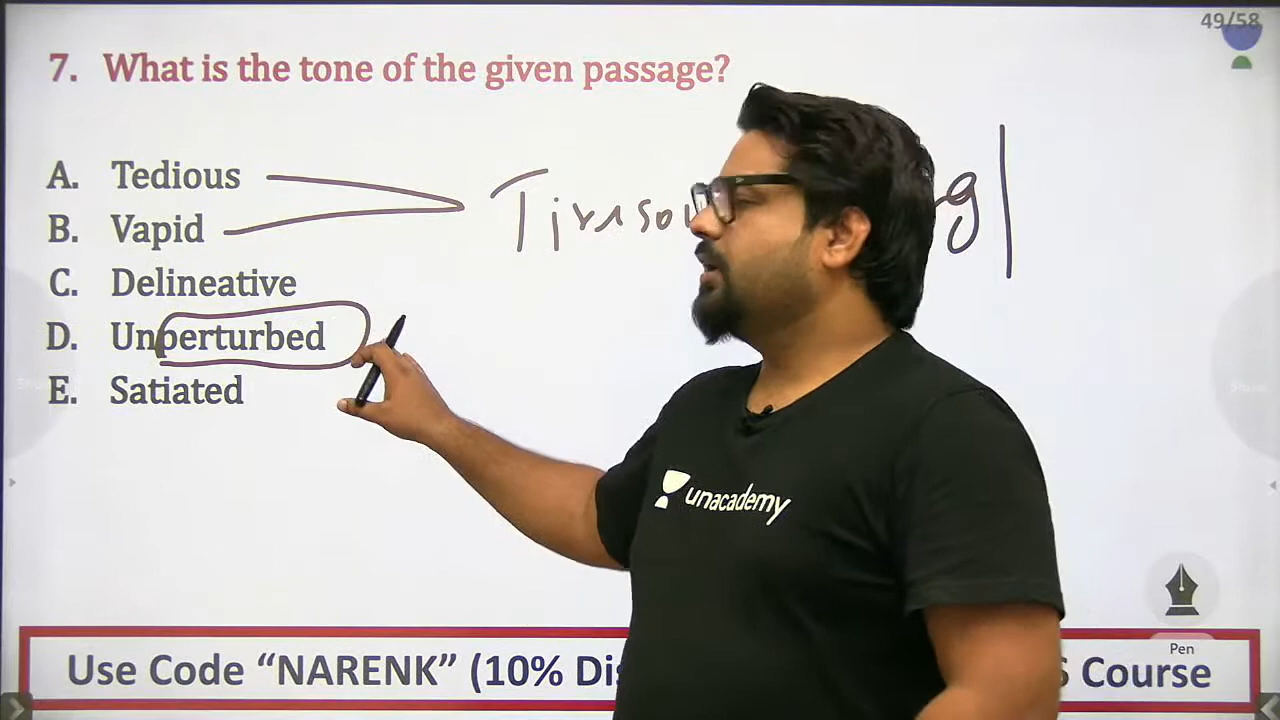 49/58
7. What is the tone of the given passage?
A. Tedious
B. Vapid
C. Delineative
D. Unperturbed
E. Satiated
unacademy
Pen
Use Code “NARENK” (10% Course